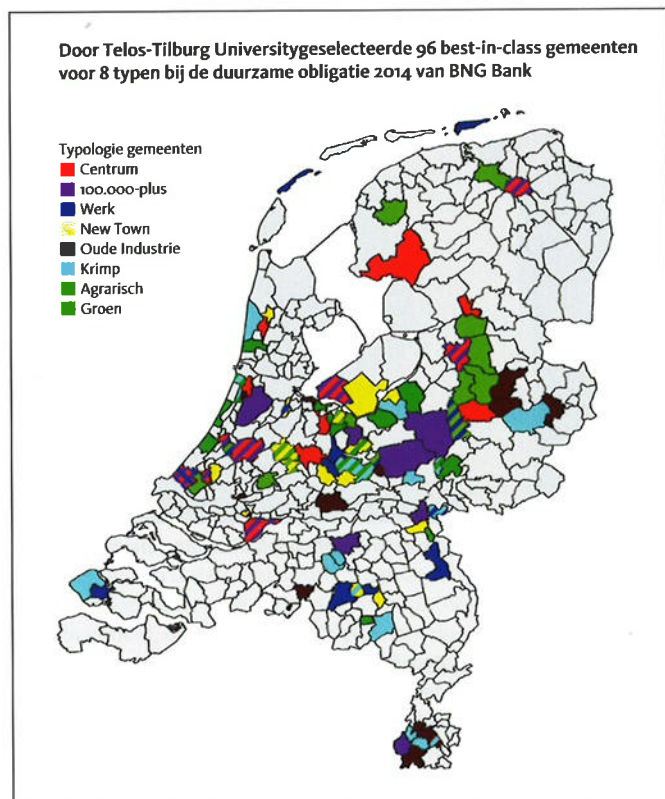 Door Telos-Tilburg Universitygeselecteerde 96 best-in-class gemeenten
voor 8 typen bij de duurzame obligatie 2014 van BNG Bank
Typologie gemeenten
Centrum
100.000-plus
Werk
New Town
Oude Industrie
Krimp
Agrarisch
Groen